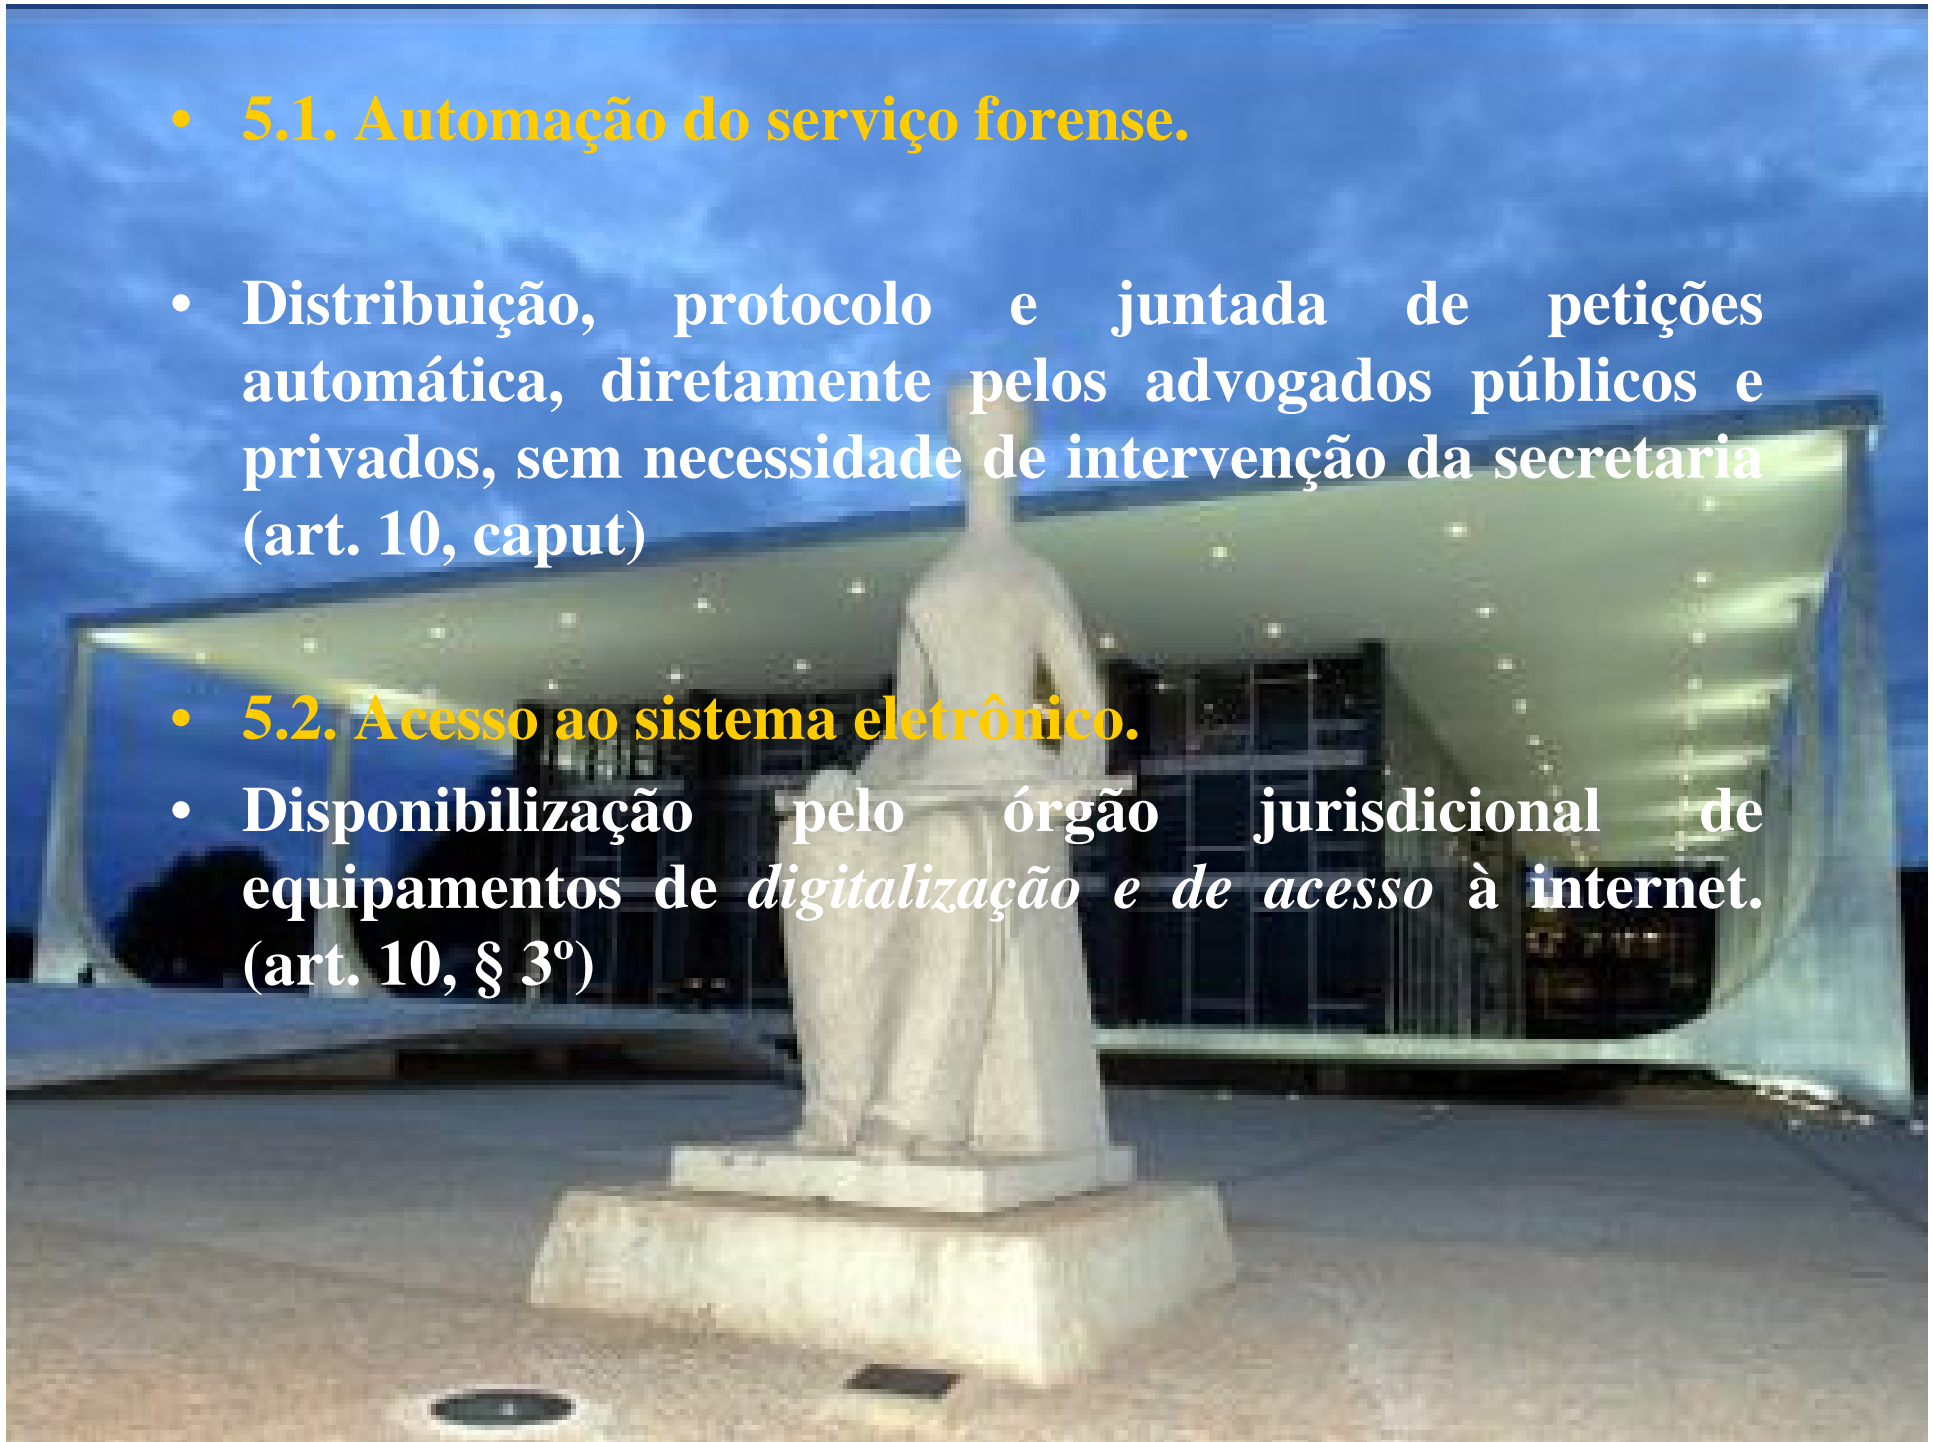 • 5.1. Automação do serviço forense.
• Distribuição, protocolo e juntada de petições
automática, diretamente pelos advogados públicos e
privados, sem necessidade de intervenção da secretaria
(art. 10, caput)
• 5.2. Acesso ao sistema eletrônico.
• Disponibilização pelo órgão jurisdicional de
equipamentos de digitalização e de acesso à internet.
(art. 10, § 3º)